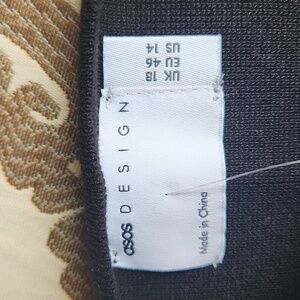 UK 18
EU 46
US 14
asos DESIGN
Made in China